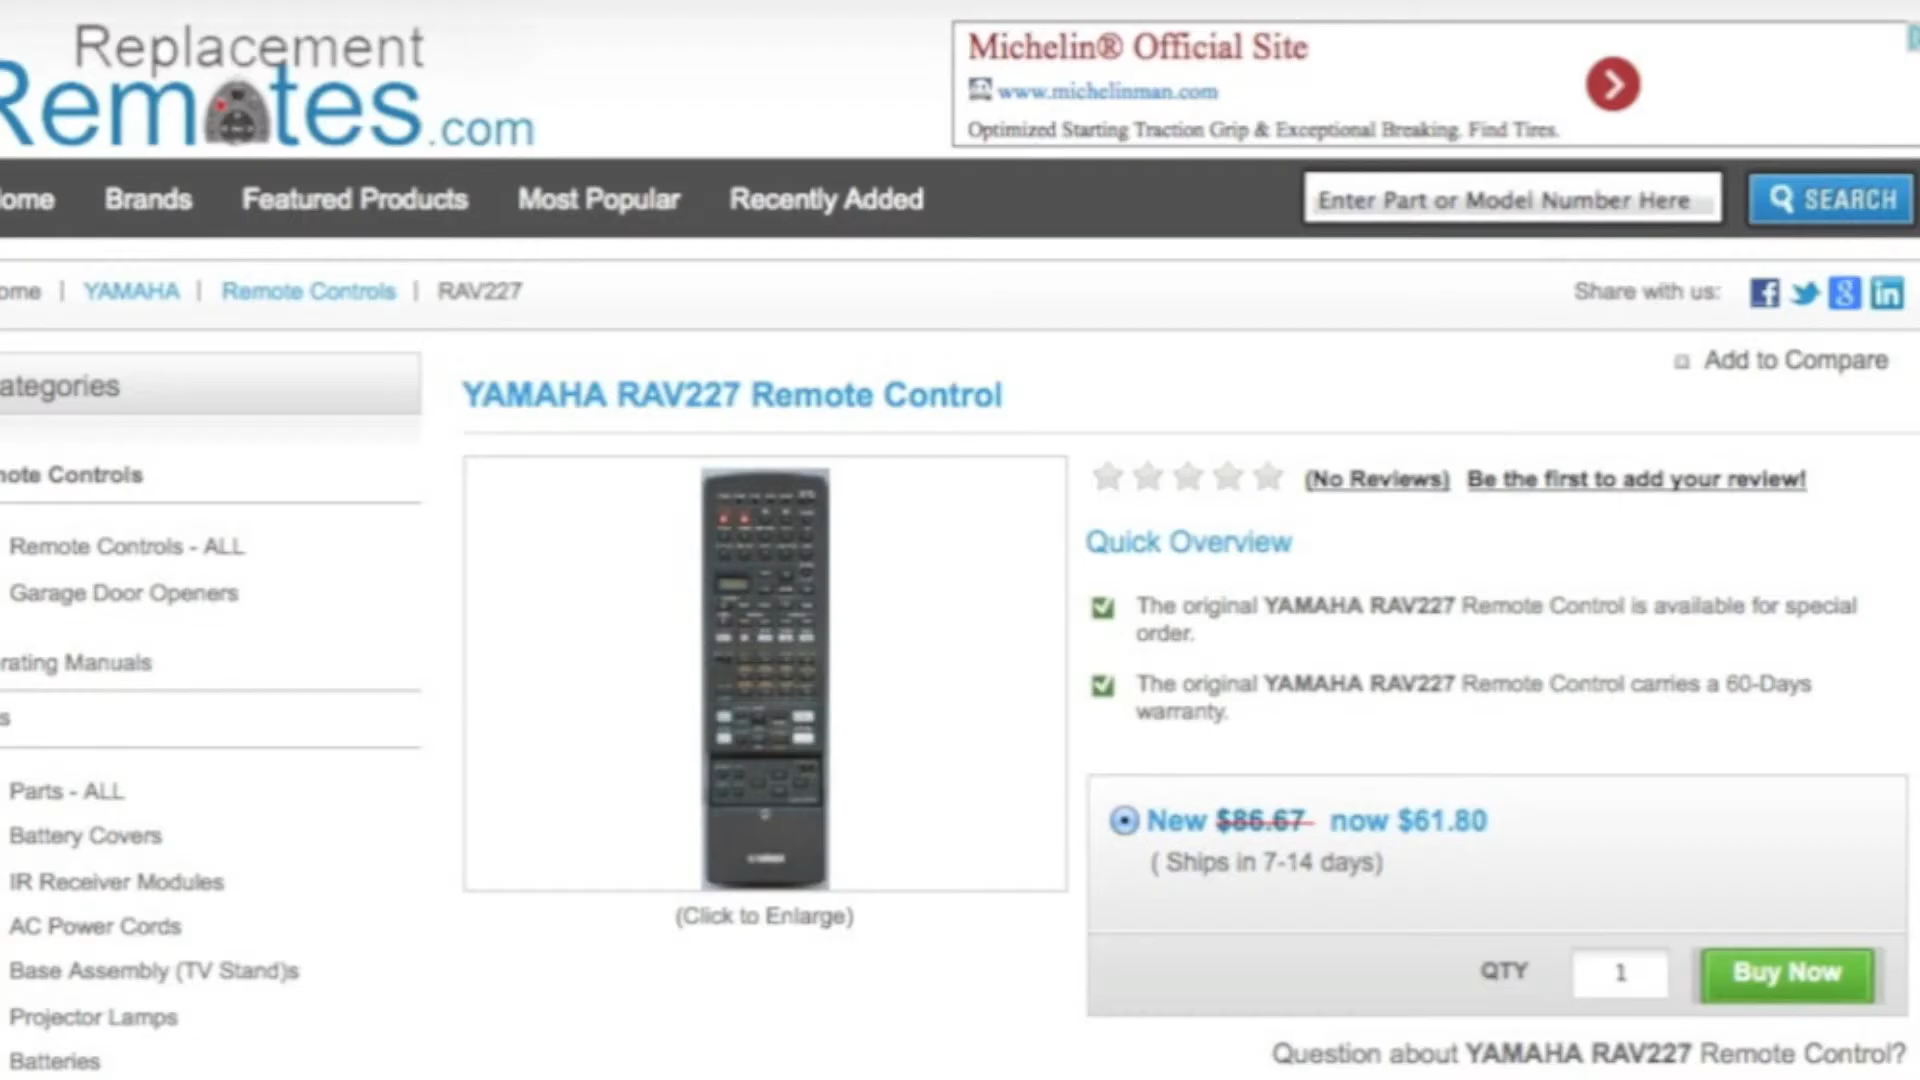 Replacement
Remotes.com
Michelin® Official Site
www.michelinman.com
Optimized Starting Traction Grip & Exceptional Breaking. Find Tires.
ome Brands Featured Products Most Popular Recently Added
Enter Part or Model Number Here
SEARCH
ome | YAMAHA | Remote Controls | RAV227
Share with us:
Add to Compare
ategories
YAMAHA RAV227 Remote Control
note Controls
(No Reviews) Be the first to add your review!
Quick Overview
Remote Controls - ALL
Garage Door Openers
The original YAMAHA RAV227 Remote Control is available for special
order.
rating Manuals
The original YAMAHA RAV227 Remote Control carries a 60-Days
warranty.
s
Parts - ALL
Battery Covers
IR Receiver Modules
AC Power Cords
Base Assembly (TV Stand)s
Projector Lamps
Batteries
New $86.67 now $61.80
( Ships in 7-14 days)
(Click to Enlarge)
QTY 1 Buy Now
Question about YAMAHA RAV227 Remote Control?